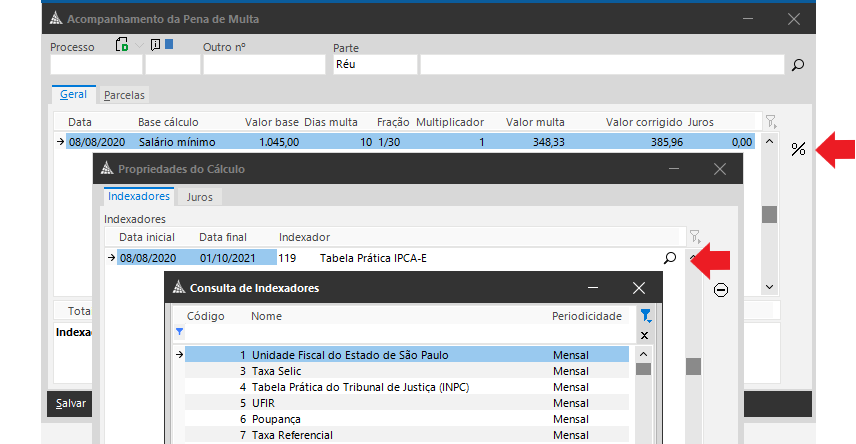 Acompanhamento da Pena de Multa
Processo Outro nº Parte
Réu
Geral Parcelas
Data Base cálculo Valor base Dias multa Fração Multiplicador Valor multa Valor corrigido Juros
08/08/2020 Salário mínimo 1.045,00 10 1/30 1 348,33 385,96 0,00
%
Propriedades do Cálculo
Indexadores Juros
Indexadores
Data inicial Data final Indexador
08/08/2020 01/10/2021 119 Tabela Prática IPCA-E
Consulta de Indexadores
Código Nome Periodicidade
1 Unidade Fiscal do Estado de São Paulo Mensal
3 Taxa Selic Mensal
4 Tabela Prática do Tribunal de Justiça (INPC) Mensal
5 UFIR Mensal
6 Poupança Mensal
7 Taxa Referencial Mensal
Tota
Indexa
Salvar